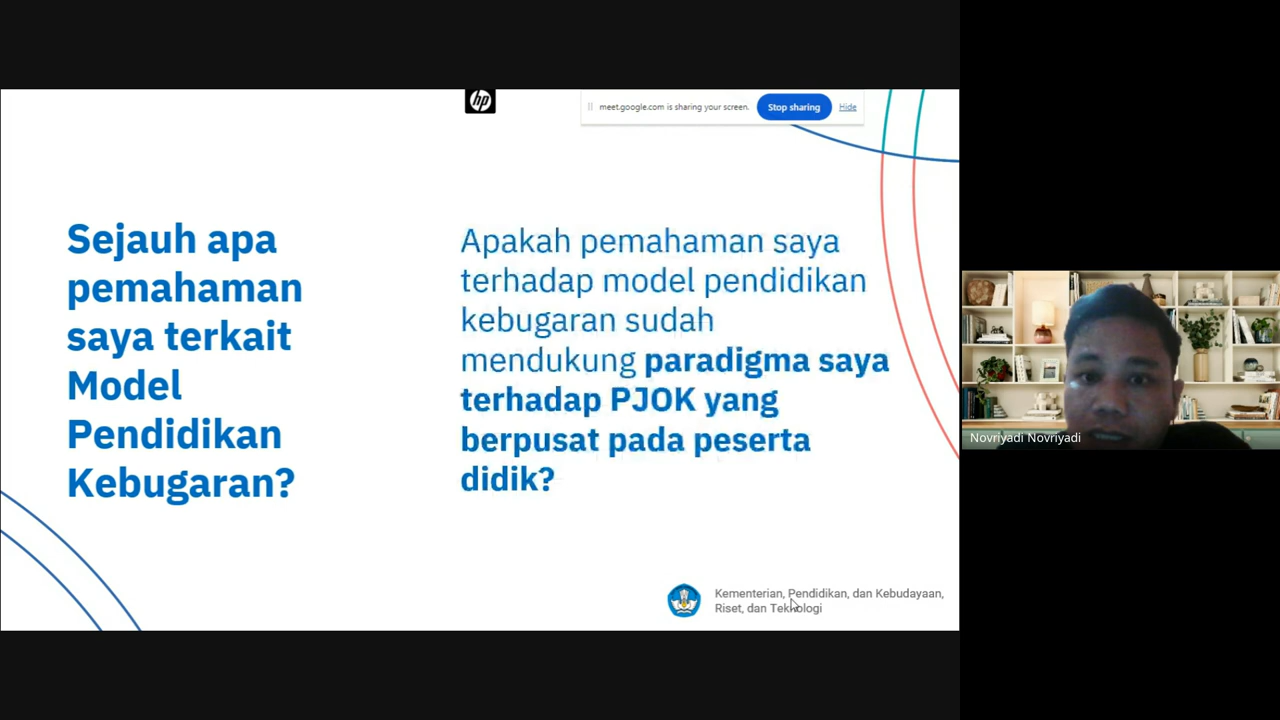 hp
meet.google.com is sharing your screen.
Stop sharing
Hide
Sejauh apa
pemahaman
saya terkait
Model
Pendidikan
Kebugaran?
Apakah pemahaman saya
terhadap model pendidikan
kebugaran sudah
mendukung paradigma saya
terhadap PJOK yang
berpusat pada peserta
didik?
Kementerian, Pendidikan, dan Kebudayaan,
Riset, dan Teknologi
Novriyadi Novriyadi